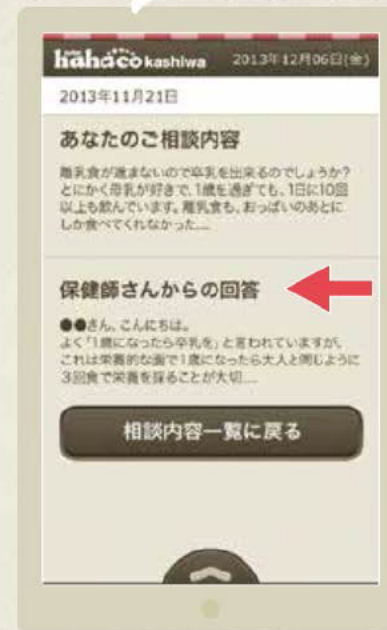 hahaco kashiwa 2013年12月06日(金)
2013年11月21日
あなたのご相談内容
離乳食が進まないので卒乳を出来るのでしょうか?
とにかく母乳が好きで、1歳を過ぎても、1日に10回
以上も飲んでいます。離乳食も、おっぱいのあとに
しか食べてくれなかった....
保健師さんからの回答
●●さん、こんにちは。
よく「1歳になったら卒乳を」と言われていますが、
これは栄養的な面で1歳になったら大人と同じように
3回食で栄養を採ることが大切....
相談内容一覧に戻る